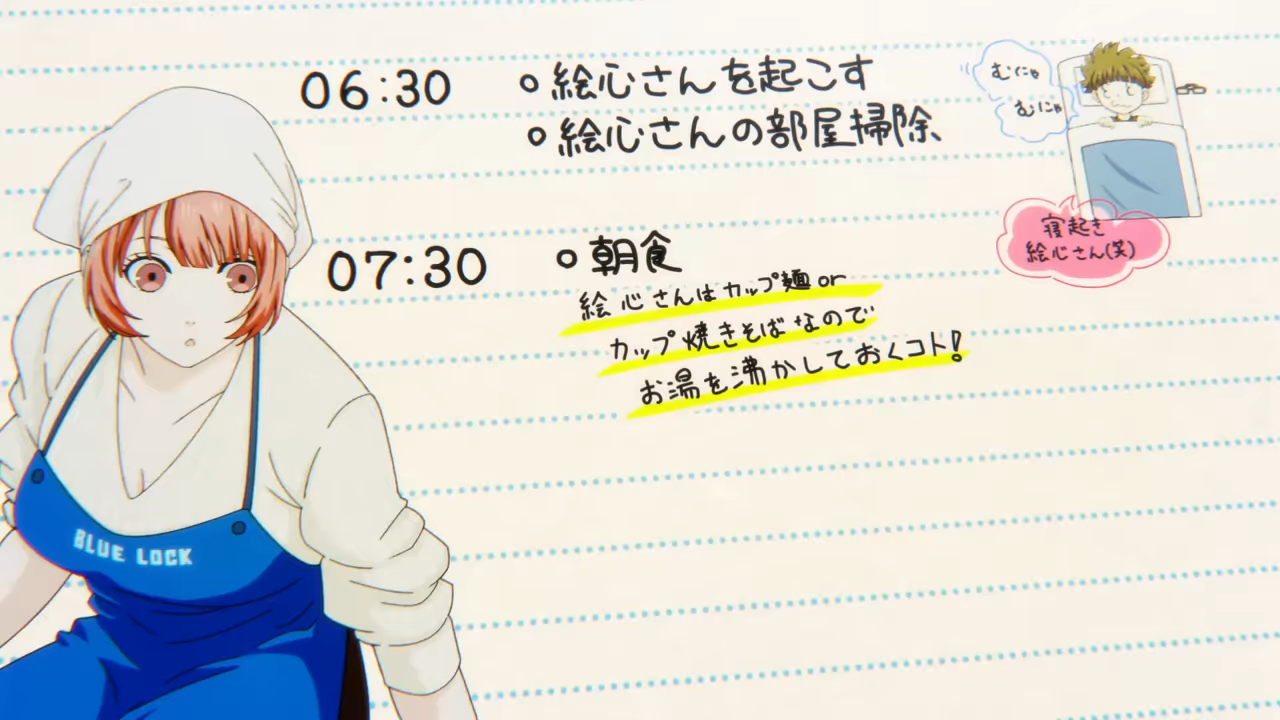 06:30 ○絵心さんを起こす
○絵心さんの部屋掃除
むにゃ
むにゃ
寝起き
絵心さん(笑)
07:30 ○朝食
絵心さんはカップ麺or
カップ焼きそばなので
お湯を沸かしておくコト!
BLUE LOCK